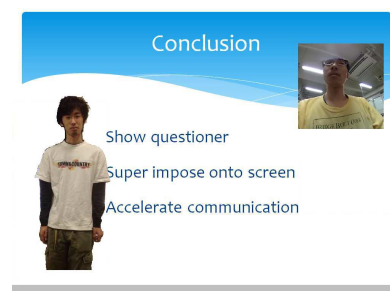 Conclusion
Show questioner
Super impose onto screen
Accelerate communication